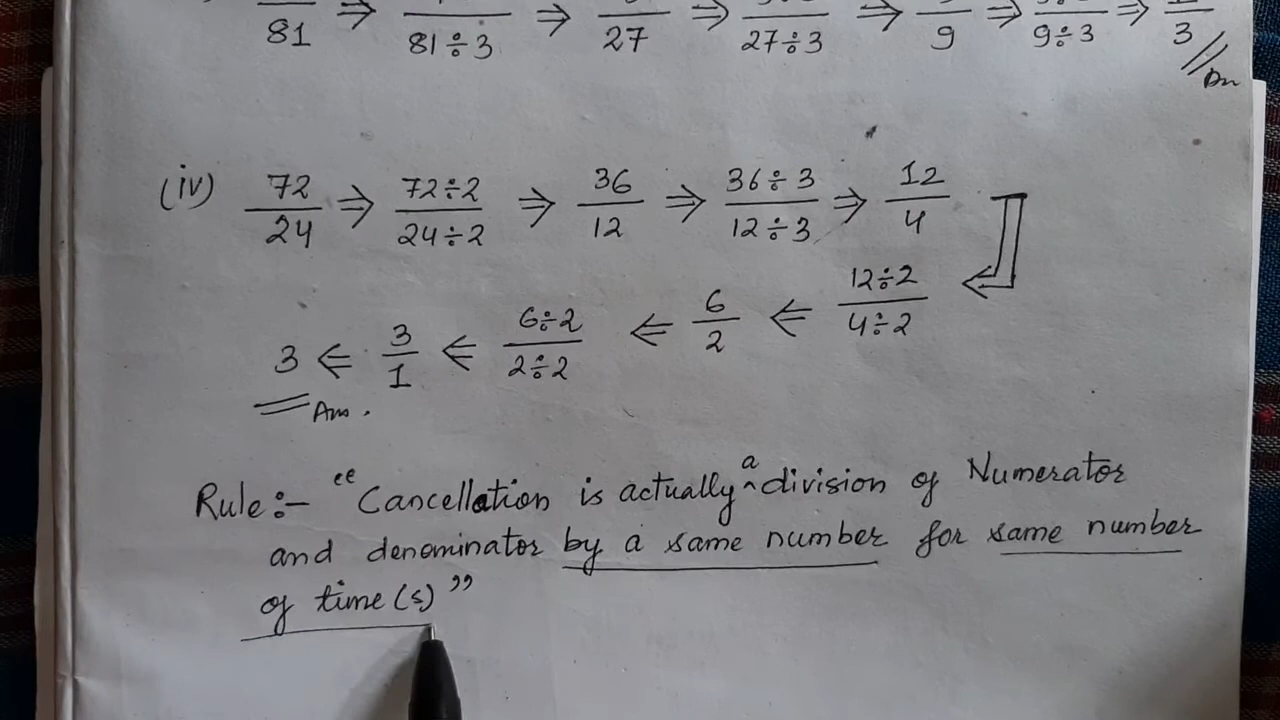 81 ⇒ 81÷3 ⇒ 27 ⇒ 27÷3 ⇒ 9 ⇒ 9÷3 ⇒ 3
(iv) 72/24 ⇒ 72÷2/24÷2 ⇒ 36/12 ⇒ 36÷3/12÷3 ⇒ 12/4
3 ⇐ 3/1 ⇐ 6÷2/2÷2 ⇐ 6/2 ⇐ 12÷2/4÷2 ⇐
Ans.
Rule:- "Cancellation is actually a division of Numerator
and denominator by a same number for same number
of time(s)"